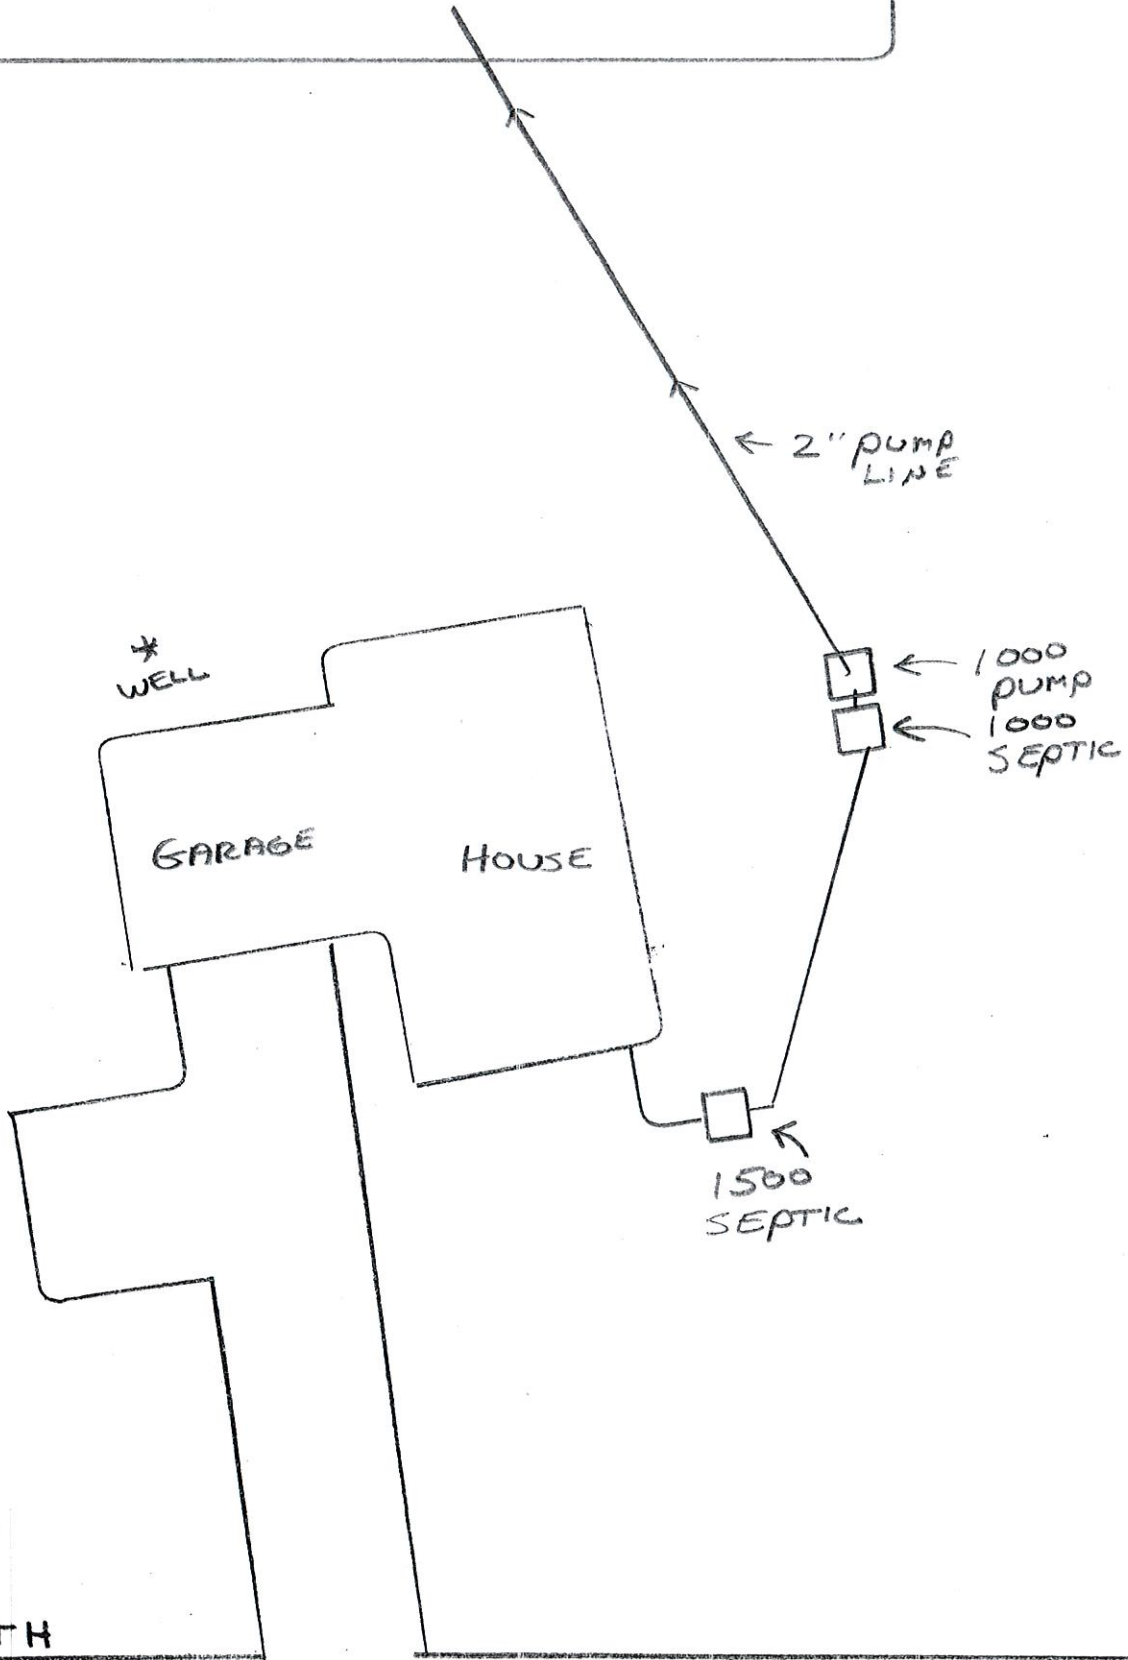 ← 2" PUMP
LINE
* WELL
← 1000
PUMP
← 1000
SEPTIC
GARAGE
HOUSE
1500
SEPTIC
TH